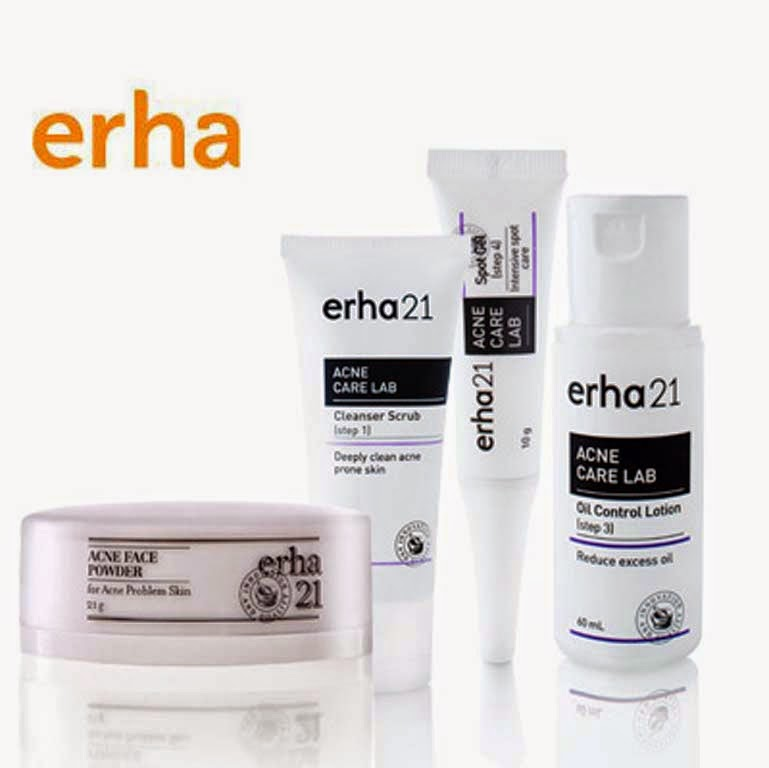 erha
erha21
ACNE
CARE LAB
Cleanser Scrub
(step 1)
Deeply clean acne
prone skin
Spot Gel
(step 4)
Intensive spot
care
ACNE
CARE
LAB
erha21
10 g
erha21
ACNE
CARE LAB
Oil Control Lotion
(step 3)
Reduce excess oil
60 mL
ACNE FACE
POWDER
for Acne Problem Skin
21 g
erha
21